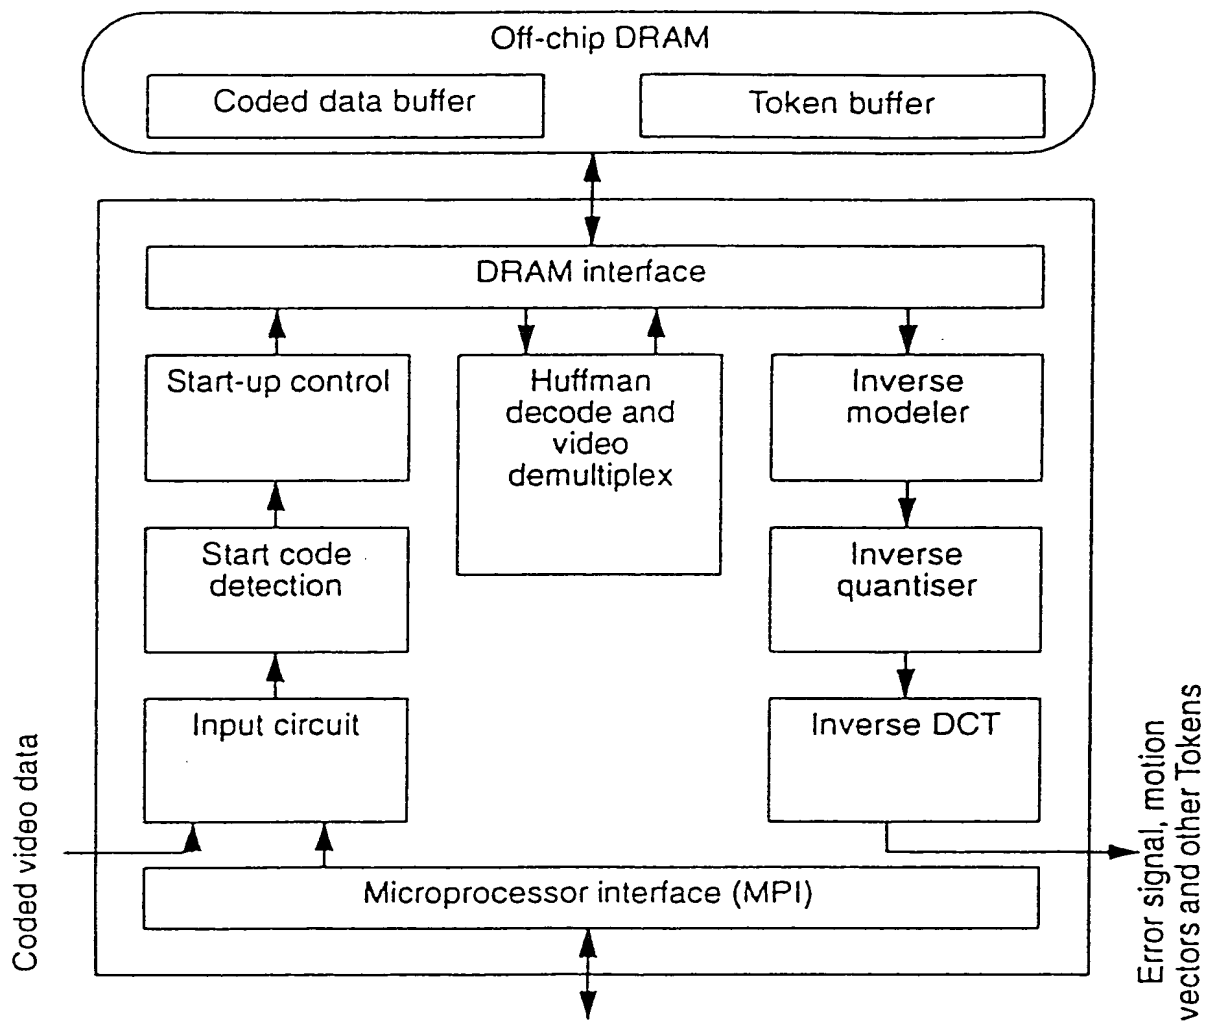 Off-chip DRAM
Coded data buffer
Token buffer
DRAM interface
Start-up control
Huffman
decode and
video
demultiplex
Inverse
modeler
Start code
detection
Inverse
quantiser
Input circuit
Inverse DCT
Coded video data
Error signal, motion
vectors and other Tokens
Microprocessor interface (MPI)